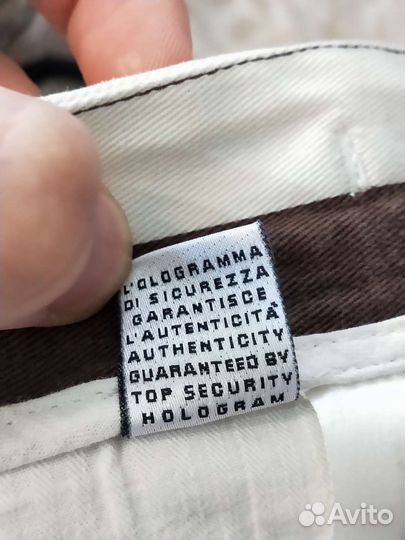 L'OLOGRAMMA
DI SICUREZZA
GARANTISCE
L'AUTENTICITÀ
AUTHENTICITY
GUARANTEED BY
TOP SECURITY
HOLOGRAM
Avito